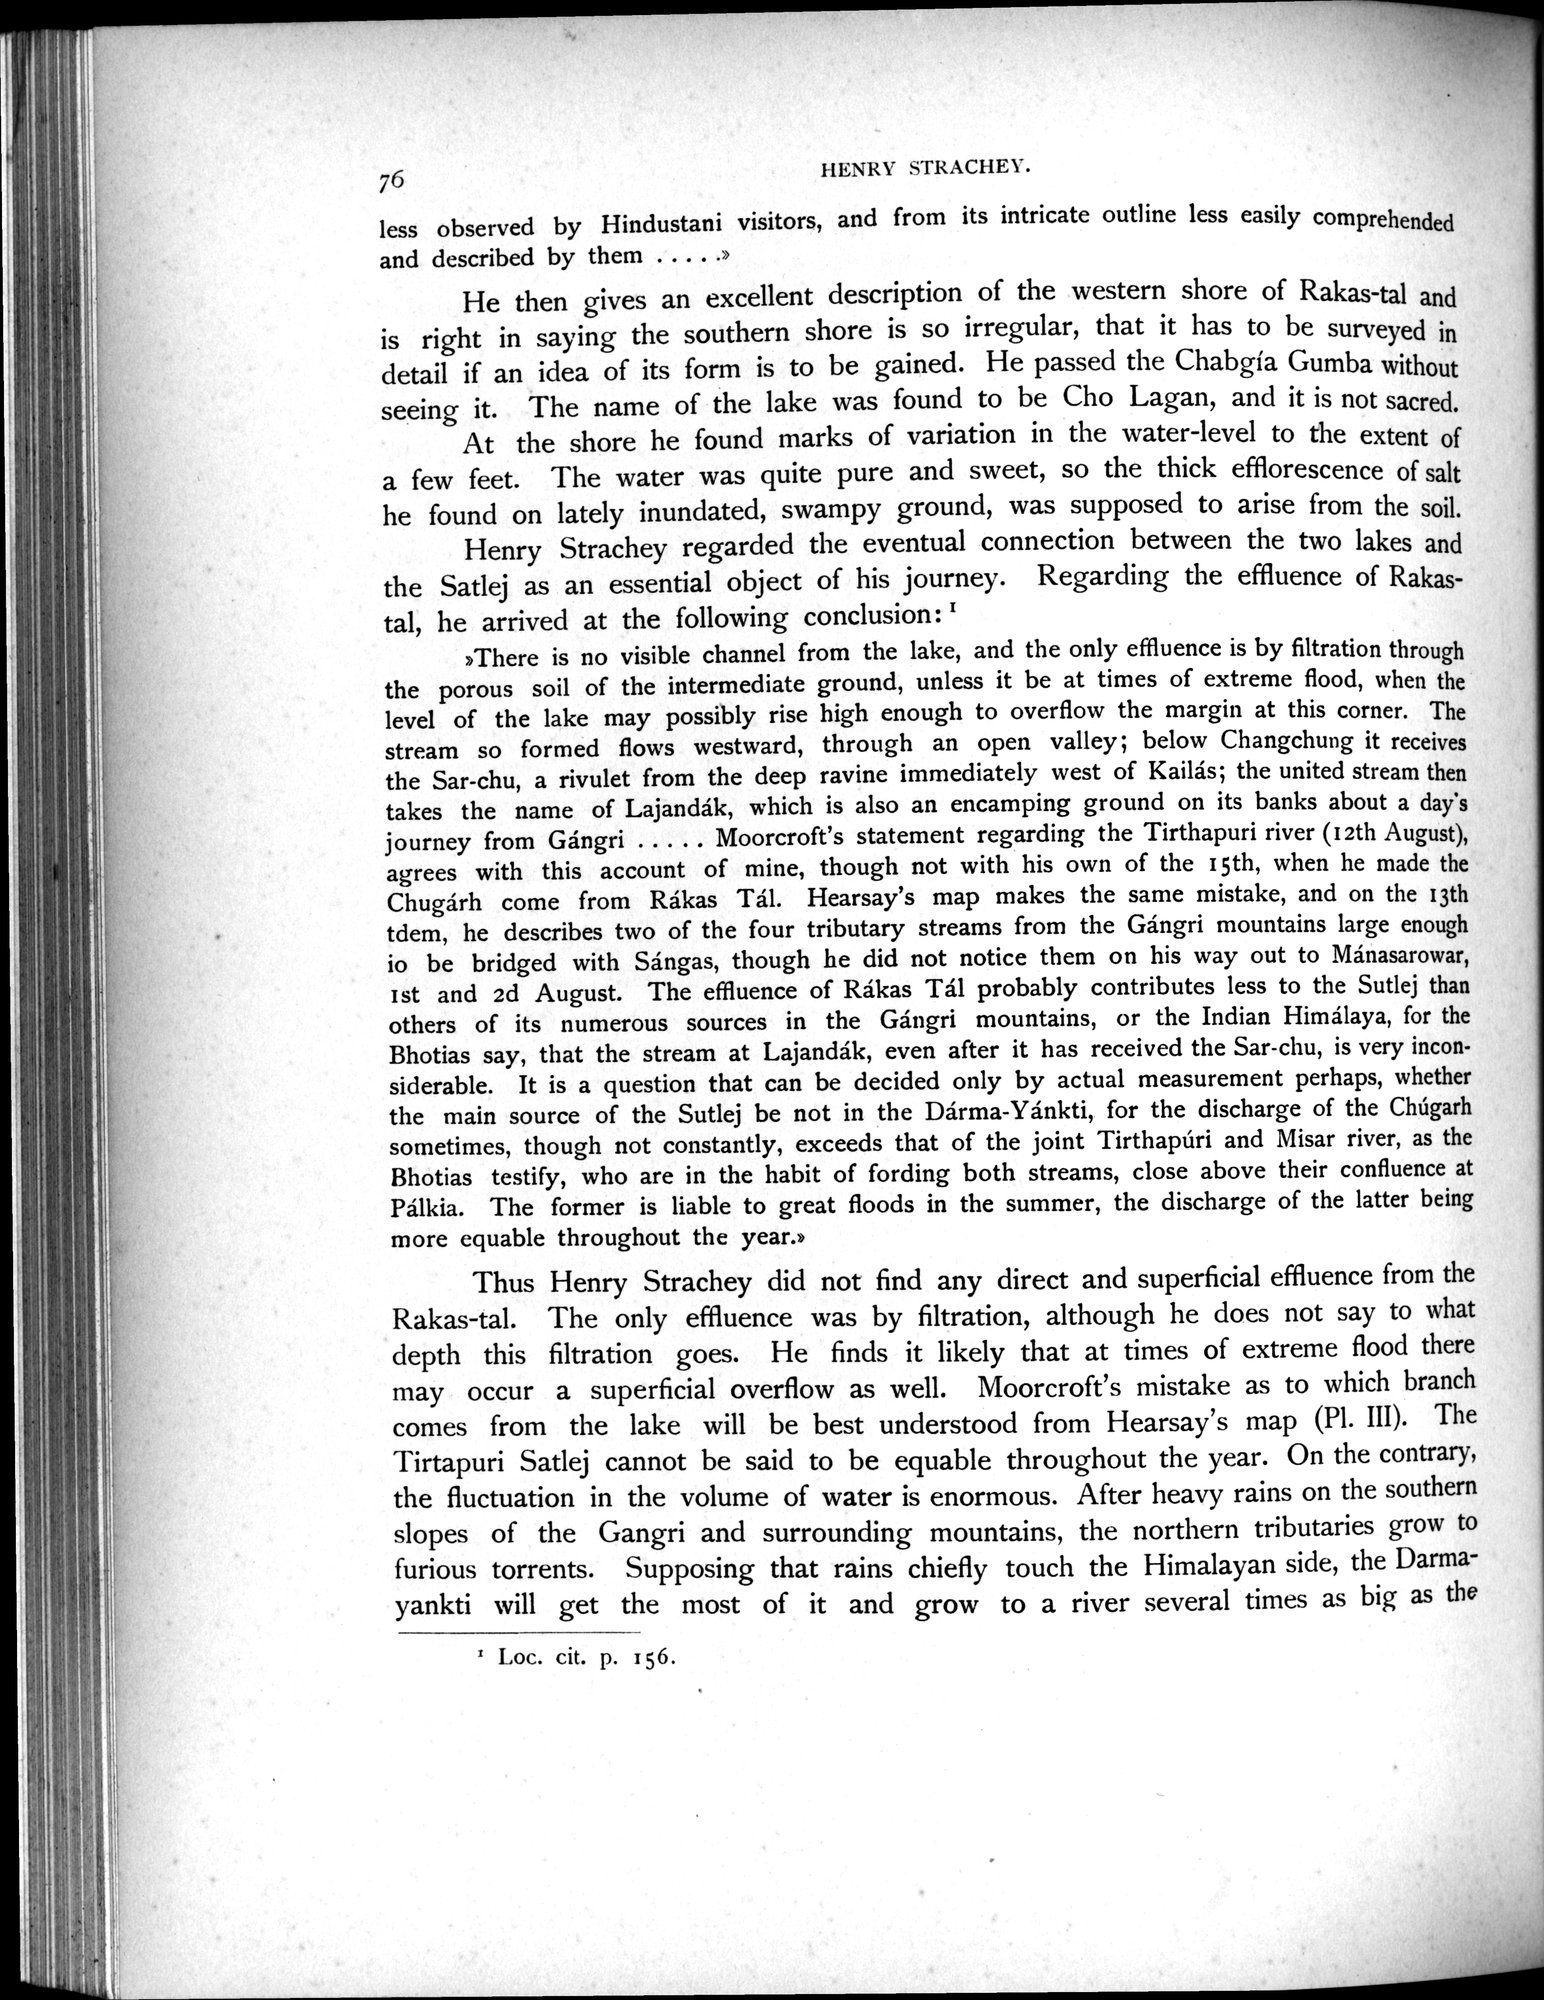 76
HENRY STRACHEY.
less observed by Hindustani visitors, and from its intricate outline less easily comprehended
and described by them . . . . .»
He then gives an excellent description of the western shore of Rakas-tal and
is right in saying the southern shore is so irregular, that it has to be surveyed in
detail if an idea of its form is to be gained. He passed the Chabgía Gumba without
seeing it. The name of the lake was found to be Cho Lagan, and it is not sacred.
At the shore he found marks of variation in the water-level to the extent of
a few feet. The water was quite pure and sweet, so the thick efflorescence of salt
he found on lately inundated, swampy ground, was supposed to arise from the soil.
Henry Strachey regarded the eventual connection between the two lakes and
the Satlej as an essential object of his journey. Regarding the effluence of Rakas-
tal, he arrived at the following conclusion: ¹
»There is no visible channel from the lake, and the only effluence is by filtration through
the porous soil of the intermediate ground, unless it be at times of extreme flood, when the
level of the lake may possibly rise high enough to overflow the margin at this corner. The
stream so formed flows westward, through an open valley; below Changchung it receives
the Sar-chu, a rivulet from the deep ravine immediately west of Kailás; the united stream then
takes the name of Lajandák, which is also an encamping ground on its banks about a day's
journey from Gángri . . . . . Moorcroft's statement regarding the Tirthapuri river (12th August),
agrees with this account of mine, though not with his own of the 15th, when he made the
Chugárh come from Rákas Tál. Hearsay's map makes the same mistake, and on the 13th
tdem, he describes two of the four tributary streams from the Gángri mountains large enough
io be bridged with Sángas, though he did not notice them on his way out to Mánasarowar,
1st and 2d August. The effluence of Rákas Tál probably contributes less to the Sutlej than
others of its numerous sources in the Gángri mountains, or the Indian Himálaya, for the
Bhotias say, that the stream at Lajandák, even after it has received the Sar-chu, is very incon-
siderable. It is a question that can be decided only by actual measurement perhaps, whether
the main source of the Sutlej be not in the Dárma-Yánkti, for the discharge of the Chúgarh
sometimes, though not constantly, exceeds that of the joint Tirthapúri and Misar river, as the
Bhotias testify, who are in the habit of fording both streams, close above their confluence at
Pálkia. The former is liable to great floods in the summer, the discharge of the latter being
more equable throughout the year.»
Thus Henry Strachey did not find any direct and superficial effluence from the
Rakas-tal. The only effluence was by filtration, although he does not say to what
depth this filtration goes. He finds it likely that at times of extreme flood there
may occur a superficial overflow as well. Moorcroft's mistake as to which branch
comes from the lake will be best understood from Hearsay's map (Pl. III). The
Tirtapuri Satlej cannot be said to be equable throughout the year. On the contrary,
the fluctuation in the volume of water is enormous. After heavy rains on the southern
slopes of the Gangri and surrounding mountains, the northern tributaries grow to
furious torrents. Supposing that rains chiefly touch the Himalayan side, the Darma-
yankti will get the most of it and grow to a river several times as big as the
¹ Loc. cit. p. 156.